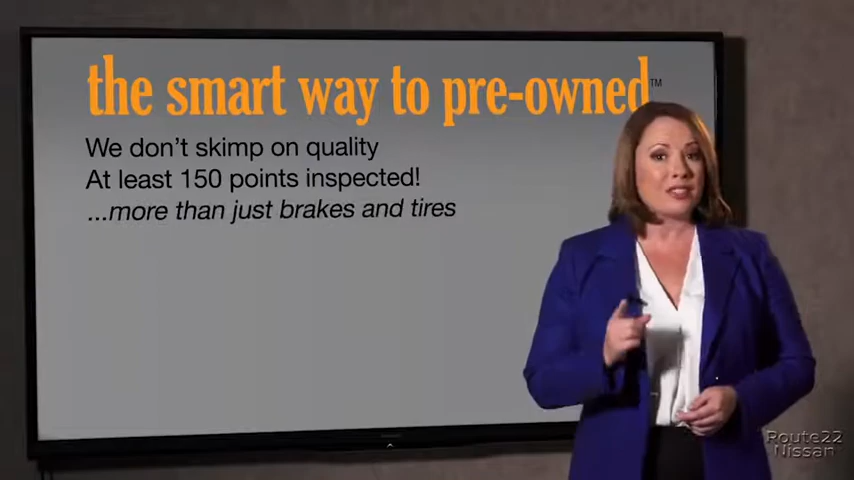 the smart way to pre-owned™
We don't skimp on quality
At least 150 points inspected!
...more than just brakes and tires
Route22
Nissan